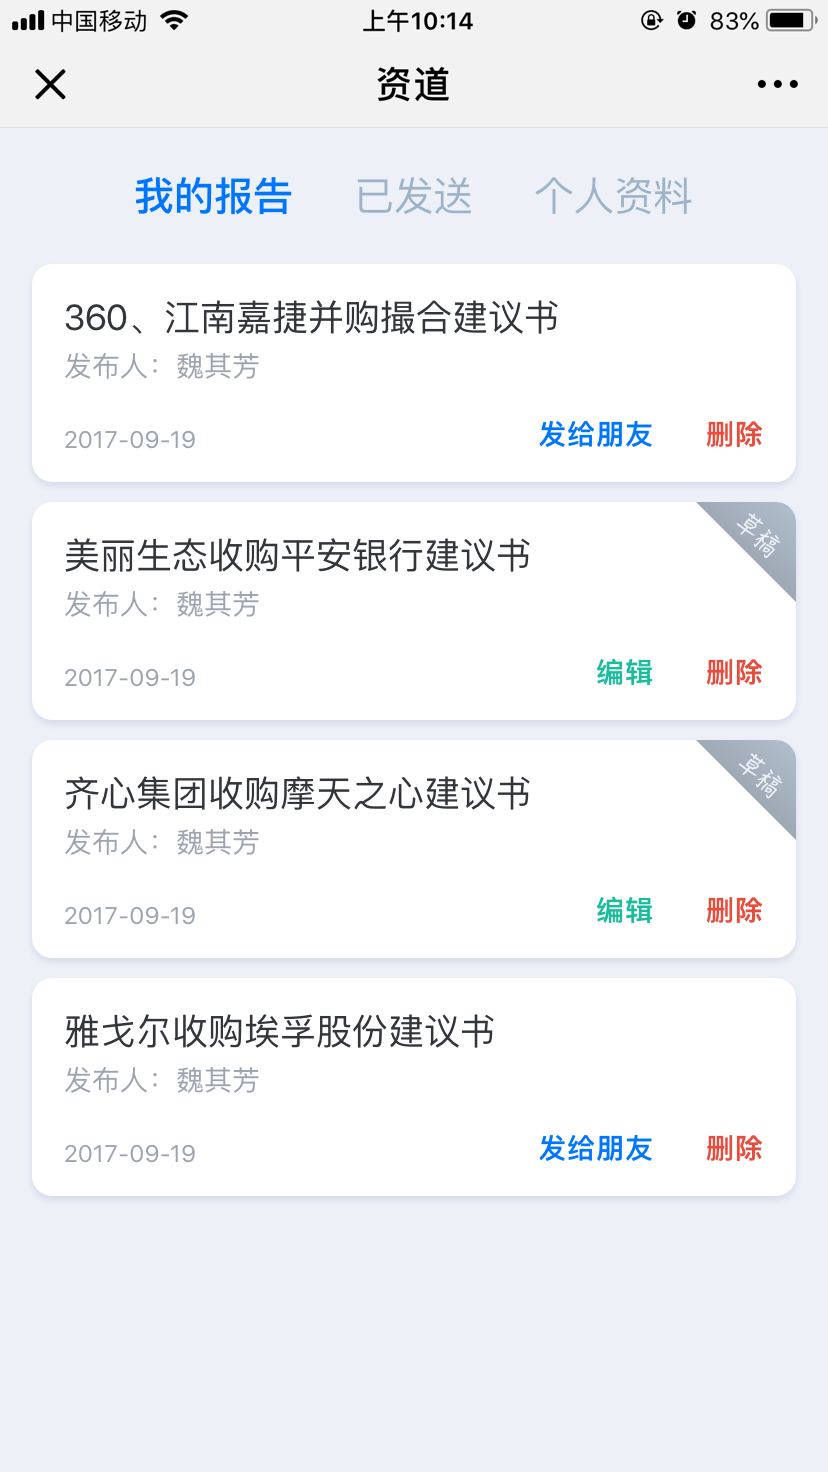 中国移动 上午10:14 83%
资道
我的报告 已发送 个人资料
360、江南嘉捷并购撮合建议书
发布人：魏其芳
2017-09-19 发给朋友 删除
草稿
美丽生态收购平安银行建议书
发布人：魏其芳
2017-09-19 编辑 删除
草稿
齐心集团收购摩天之心建议书
发布人：魏其芳
2017-09-19 编辑 删除
雅戈尔收购埃孚股份建议书
发布人：魏其芳
2017-09-19 发给朋友 删除